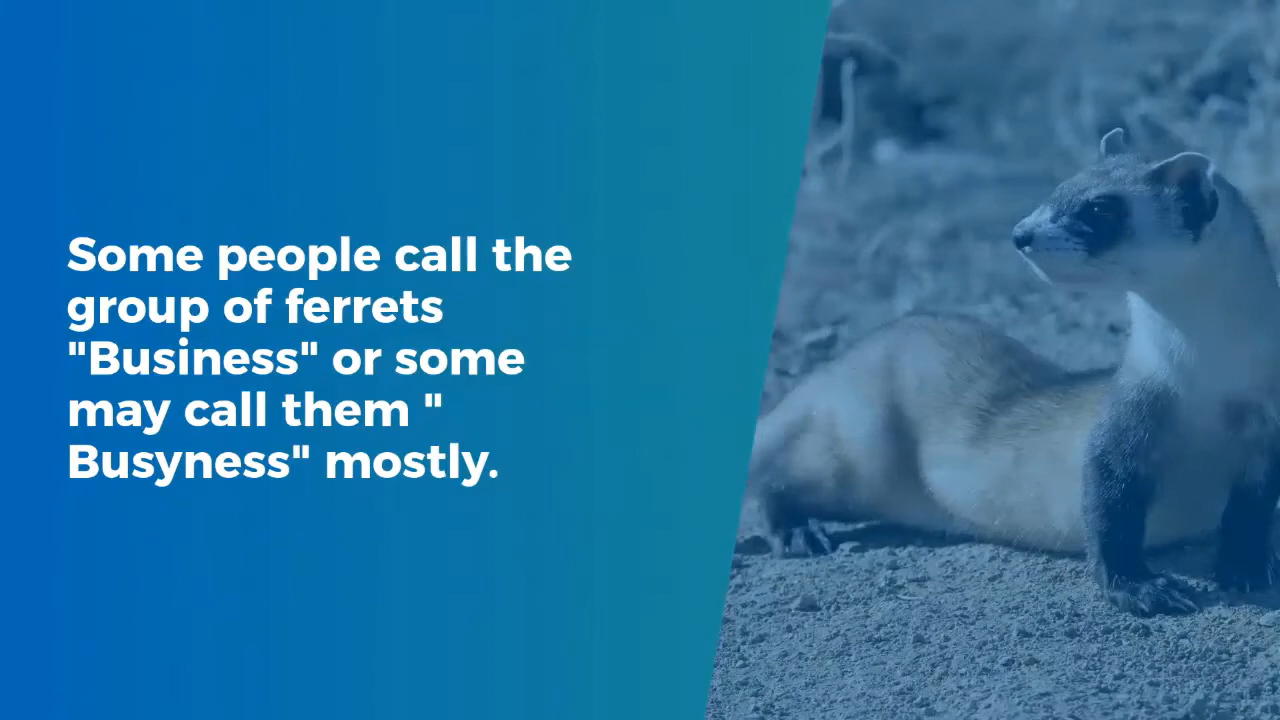 Some people call the
group of ferrets
"Business" or some
may call them "
Busyness" mostly.